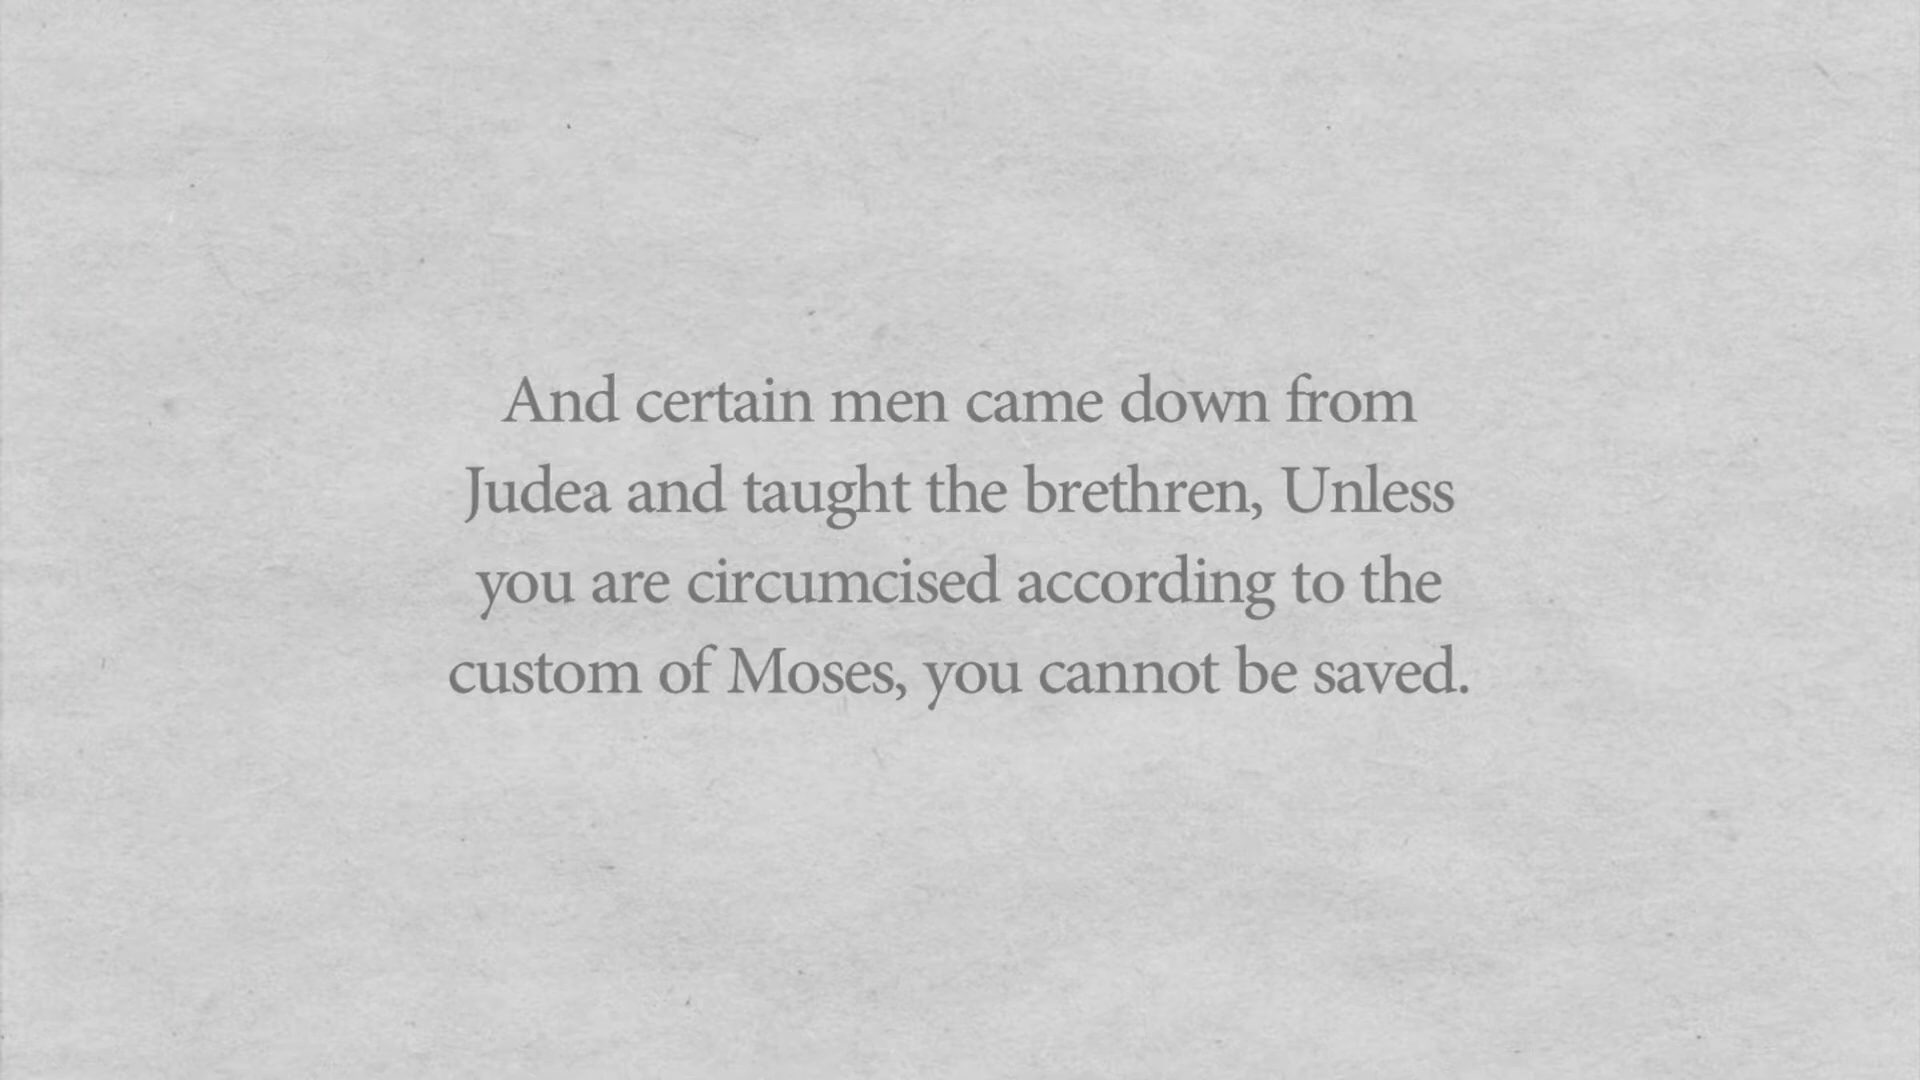 And certain men came down from
Judea and taught the brethren, Unless
you are circumcised according to the
custom of Moses, you cannot be saved.